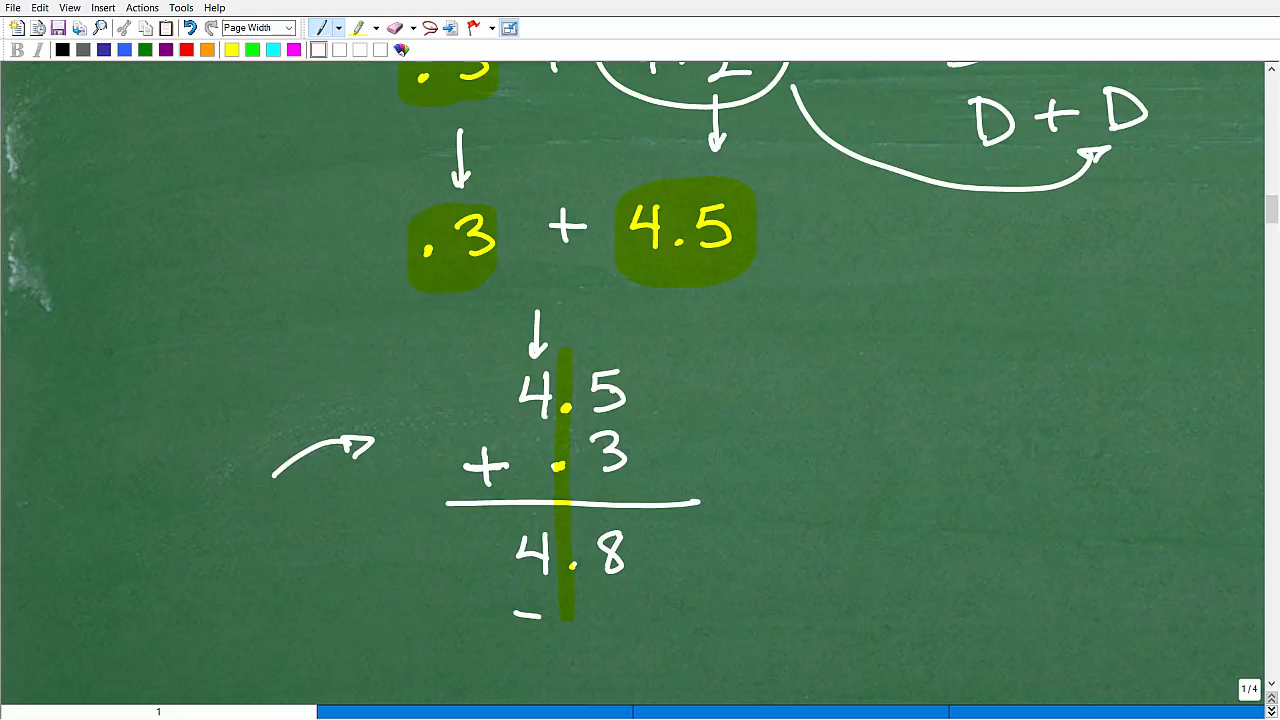 File Edit View Insert Actions Tools Help
Page Width
B I
.3 +
D + D
.3 + 4.5
4.5
+ .3
4.8
-
1/4
1